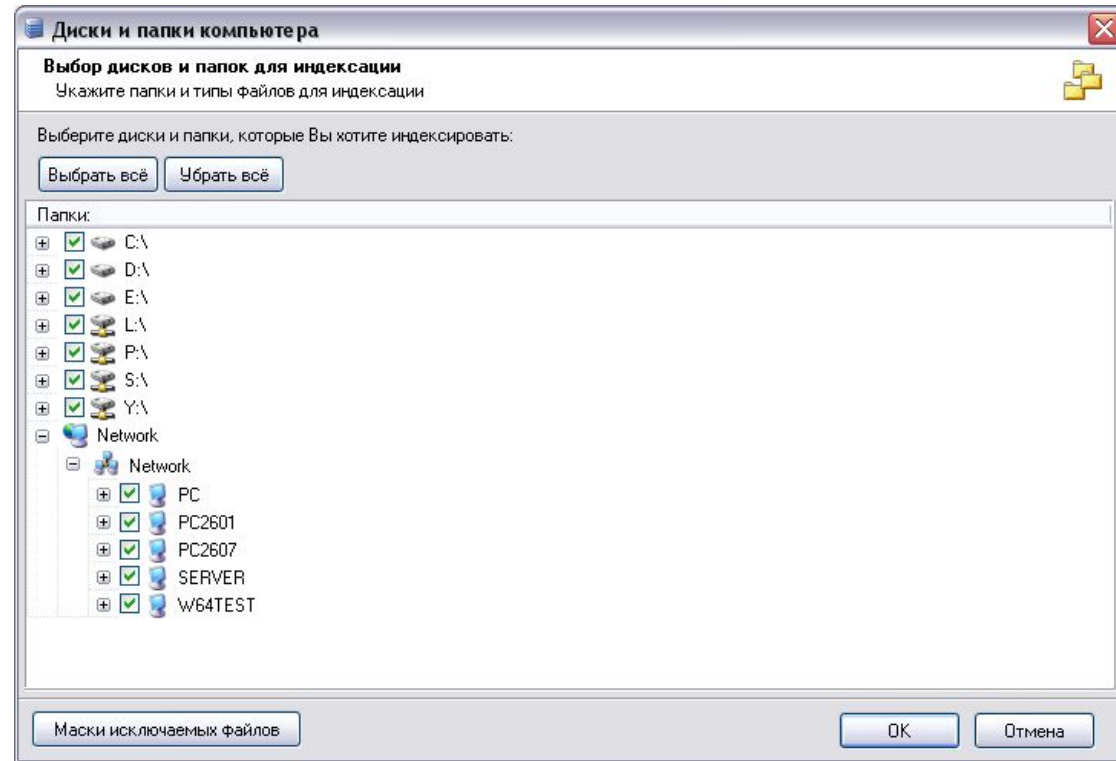 Диски и папки компьютера
Выбор дисков и папок для индексации
Укажите папки и типы файлов для индексации
Выберите диски и папки, которые Вы хотите индексировать:
Выбрать всё Убрать всё
Папки:
C:\
D:\
E:\
L:\
P:\
S:\
Y:\
Network
Network
PC
PC2601
PC2607
SERVER
W64TEST
Маски исключаемых файлов OK Отмена